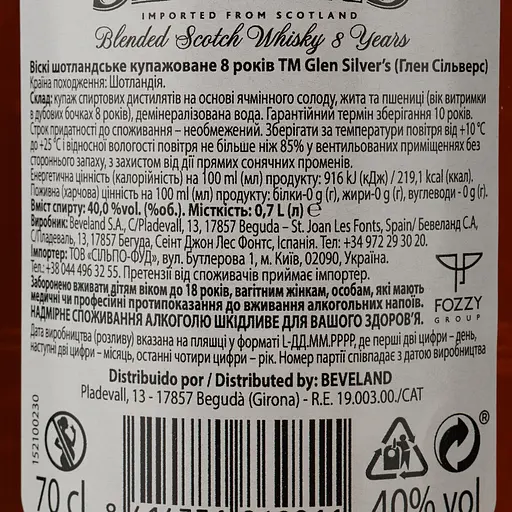 IMPORTED FROM SCOTLAND
Blended Scotch Whisky 8 Years
Віскі шотландське купажоване 8 років ТМ Glen Silver's (Глен Сільверс)
Країна походження: Шотландія.
Склад: купаж спиртових дистилятів на основі ячмінного солоду, жита та пшениці (вік витримки
в дубових бочках 8 років), демінералізована вода. Гарантійний термін зберігання 10 років.
Строк придатності до споживання – необмежений. Зберігати за температури повітря від +10°С
до +25°С і відносної вологості повітря не більше ніж 85% у вентильованих приміщеннях без
стороннього запаху, з захистом від дії прямих сонячних променів.
Енергетична цінність (калорійність) на 100 ml (мл) продукту: 916 kJ (кДж) / 219,1 kcal (ккал).
Поживна (харчова) цінність на 100 ml (мл) продукту: білки-0 g (г), жири-0 g (г), вуглеводи - 0 g (г).
Вміст спирту: 40,0 %vol. (%об.). Місткість: 0,7 L (л) ℮
Виробник: Beveland S.A., C/Pladevall, 13, 17857 Beguda – St. Joan Les Fonts, Spain/ Бевеланд С.А,
С/Пладеваль, 13, 17857 Бегуда, Сеінт Джон Лес Фонтс, Іспанія. Тел: +34 972 29 30 20.
Імпортер: ТОВ «СІЛЬПО-ФУД», вул. Бутлерова 1, м. Київ, 02090, Україна.
Тел.: +38 044 496 32 55. Претензії від споживачів приймає імпортер.
Заборонено вживати дітям віком до 18 років, вагітним жінкам, особам, які мають
медичні чи професійні протипоказання до вживання алкогольних напоїв.
НАДМІРНЕ СПОЖИВАННЯ АЛКОГОЛЮ ШКІДЛИВЕ ДЛЯ ВАШОГО ЗДОРОВ'Я.
FOZZY
GROUP
Дата виробництва (розливу) вказана на пляшці у форматі L-ДД.ММ.РРРР, де перші дві цифри – день,
наступні дві цифри – місяць, останні чотири цифри – рік. Номер партії співпадає з датою виробництва
Distribuido por / Distributed by: BEVELAND
Pladevall, 13 - 17857 Begudà (Girona) - R.E. 19.003.00./CAT
152100230
®
70 cl
40% vol